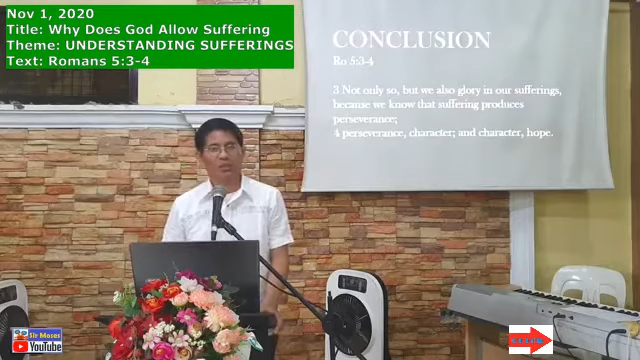 Nov 1, 2020
Title: Why Does God Allow Suffering
Theme: UNDERSTANDING SUFFERINGS
Text: Romans 5:3-4
CONCLUSION
Ro 5:3-4
3 Not only so, but we also glory in our sufferings,
because we know that suffering produces
perseverance;
4 perseverance, character; and character, hope.
Sir Moses
YouTube